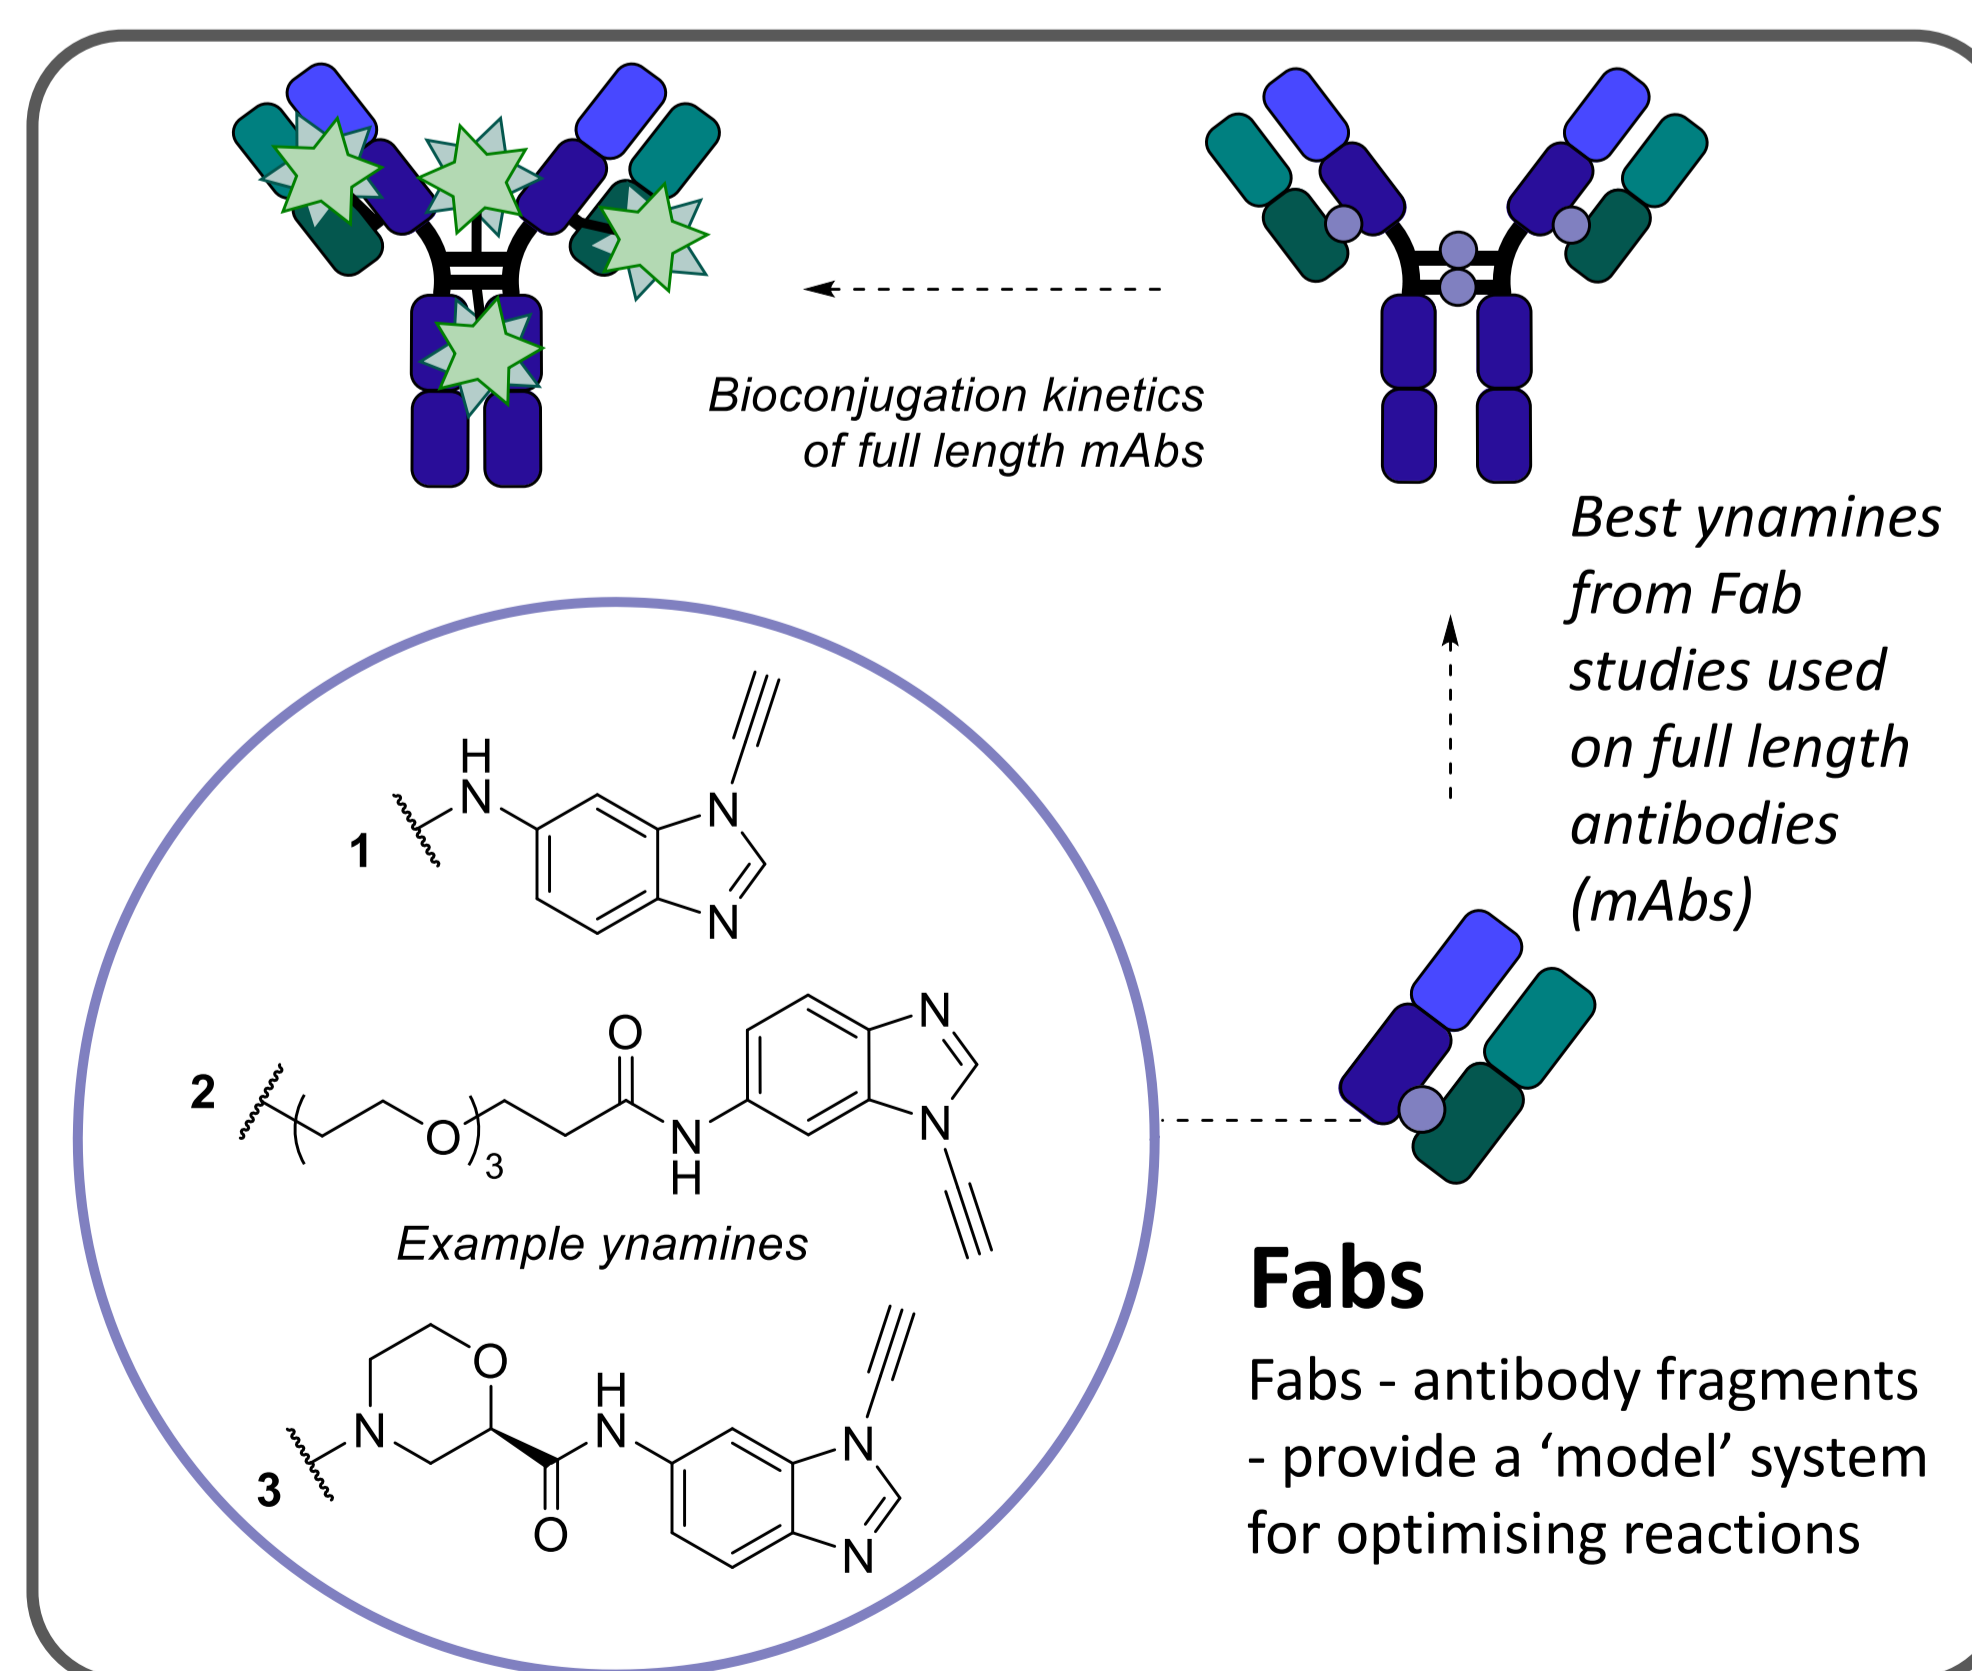 Bioconjugation kinetics
of full length mAbs
Best ynamines
from Fab
studies used
on full length
antibodies
(mAbs)
H
N
N
N
1
O
N
N
H
N
O
3
2
Example ynamines
O
H
N
N
N
N
O
3
Fabs
Fabs - antibody fragments
- provide a ‘model’ system
for optimising reactions